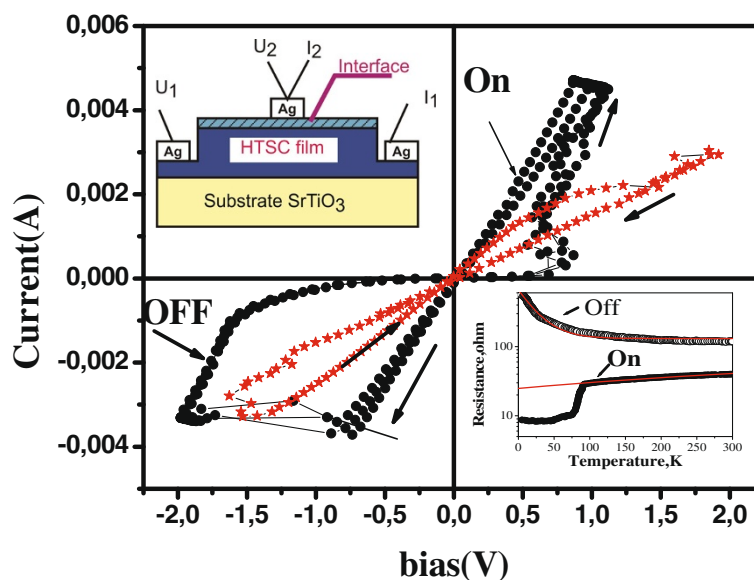 0,006
0,004
0,002
0,000
-0,002
-0,004
Current(A)
-2,0 -1,5 -1,0 -0,5 0,0 0,5 1,0 1,5 2,0
bias(V)
U2 I2
U1
Interface
I1
Ag
Ag
Ag
HTSC film
Substrate SrTiO3
On
OFF
Off
On
100
10
Resistance,ohm
0 100 200 300
Temperature,K